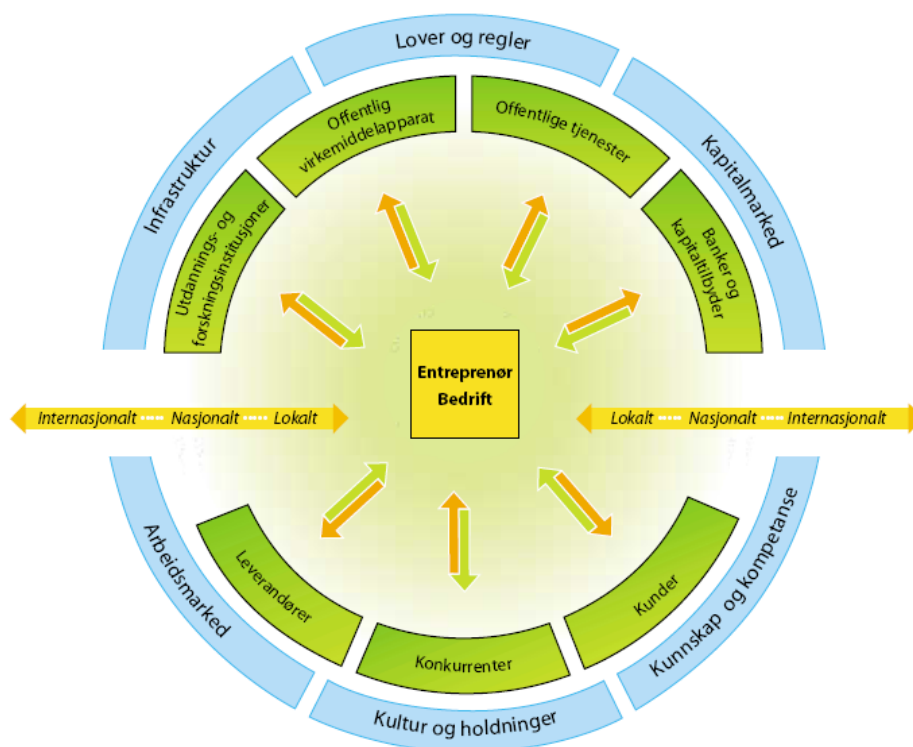 Lover og regler
Infrastruktur
Kapitalmarked
Offentlig
virkemiddelapparat
Offentlige tjenester
Utdannings- og
forskningsinstitusjoner
Banker og
kapitaltilbyder
Entreprenør
Bedrift
Internasjonalt ---- Nasjonalt ---- Lokalt
Lokalt ---- Nasjonalt ---- Internasjonalt
Arbeidsmarked
Leverandører
Konkurrenter
Kunder
Kunnskap og kompetanse
Kultur og holdninger